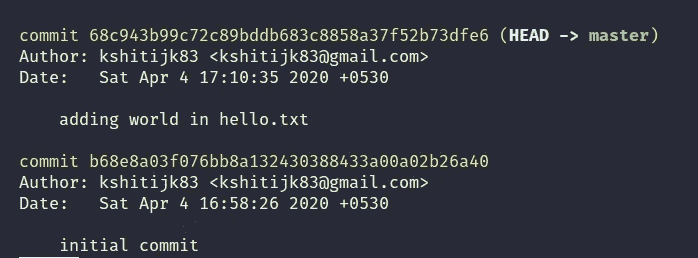 commit 68c943b99c72c89bddb683c8858a37f52b73dfe6 (HEAD -> master)
Author: kshitijk83 <kshitijk83@gmail.com>
Date:   Sat Apr 4 17:10:35 2020 +0530
adding world in hello.txt
commit b68e8a03f076bb8a132430388433a00a02b26a40
Author: kshitijk83 <kshitijk83@gmail.com>
Date:   Sat Apr 4 16:58:26 2020 +0530
initial commit